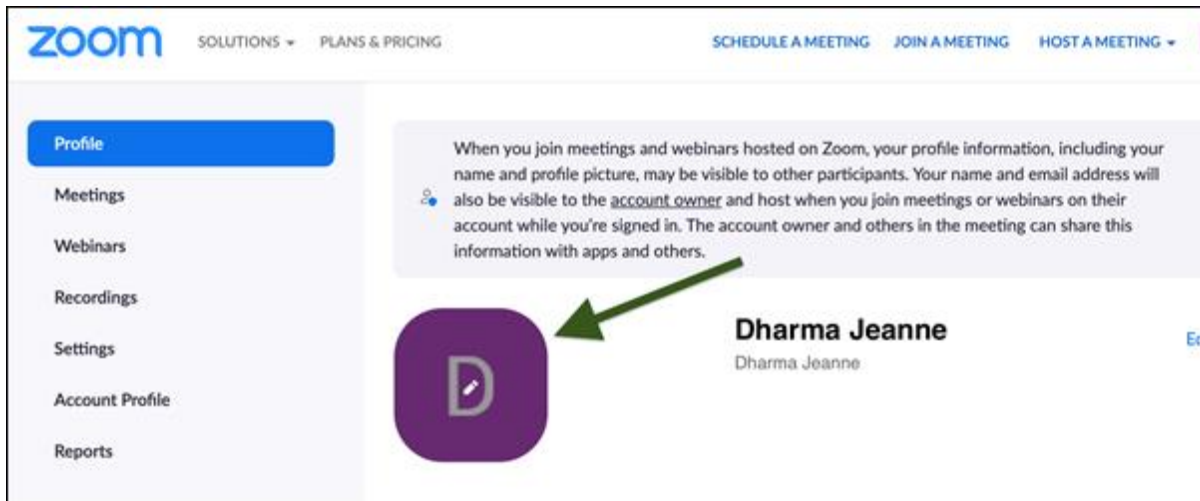 zoom SOLUTIONS PLANS & PRICING SCHEDULE A MEETING JOIN A MEETING HOST A MEETING
Profile
Meetings
Webinars
Recordings
Settings
Account Profile
Reports
When you join meetings and webinars hosted on Zoom, your profile information, including your
name and profile picture, may be visible to other participants. Your name and email address will
also be visible to the account owner and host when you join meetings or webinars on their
account while you're signed in. The account owner and others in the meeting can share this
information with apps and others.
D
Dharma Jeanne
Dharma Jeanne